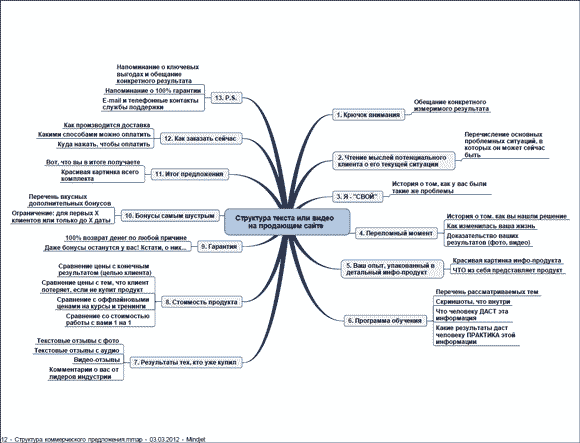 Структура текста или видео
на продающем сайте
1. Крючок внимания
Обещание конкретного
измеримого результата
2. Чтение мыслей потенциального
клиента о его текущей ситуации
Перечисление основных
проблемных ситуаций, в
которых он может сейчас
быть
3. Я - "СВОЙ"
История о том, как у вас были
такие же проблемы
4. Переломный момент
История о том, как вы нашли решение
Как изменилась ваша жизнь
Доказательство ваших
результатов (фото, видео)
5. Ваш опыт, упакованный в
детальный инфо-продукт
Красивая картинка инфо-продукта
ЧТО из себя представляет продукт
6. Программа обучения
Перечень рассматриваемых тем
Скриншоты, что внутри
Что человеку ДАСТ эта
информация
Какие результаты даст
человеку ПРАКТИКА этой
информации
7. Результаты тех, кто уже купил
Текстовые отзывы с фото
Текстовые отзывы с аудио
Видео-отзывы
Комментарии о вас от
лидеров индустрии
8. Стоимость продукта
Сравнение цены с конечным
результатом (целью клиента)
Сравнение цены с тем, что клиент
потеряет, если не купит продукт
Сравнение с оффлайновыми
ценами на курсы и тренинги
Сравнение со стоимостью
работы с вами 1 на 1
9. Гарантия
100% возврат денег по любой причине
Даже бонусы останутся у вас! Кстати, о них...
10. Бонусы самым шустрым
Перечень вкусных
дополнительных бонусов
Ограничение: для первых X
клиентов или только до X даты
11. Итог предложения
Вот, что вы в итоге получаете
Красивая картинка всего
комплекта
12. Как заказать сейчас
Как производится доставка
Какими способами можно оплатить
Куда нажать, чтобы оплатить
13. P.S.
Напоминание о ключевых
выгодах и обещание
конкретного результата
Напоминание о 100% гарантии
E-mail и телефонные контакты
службы поддержки
12 - Структура коммерческого предложения.mmap - 03.03.2012 - Mindjet